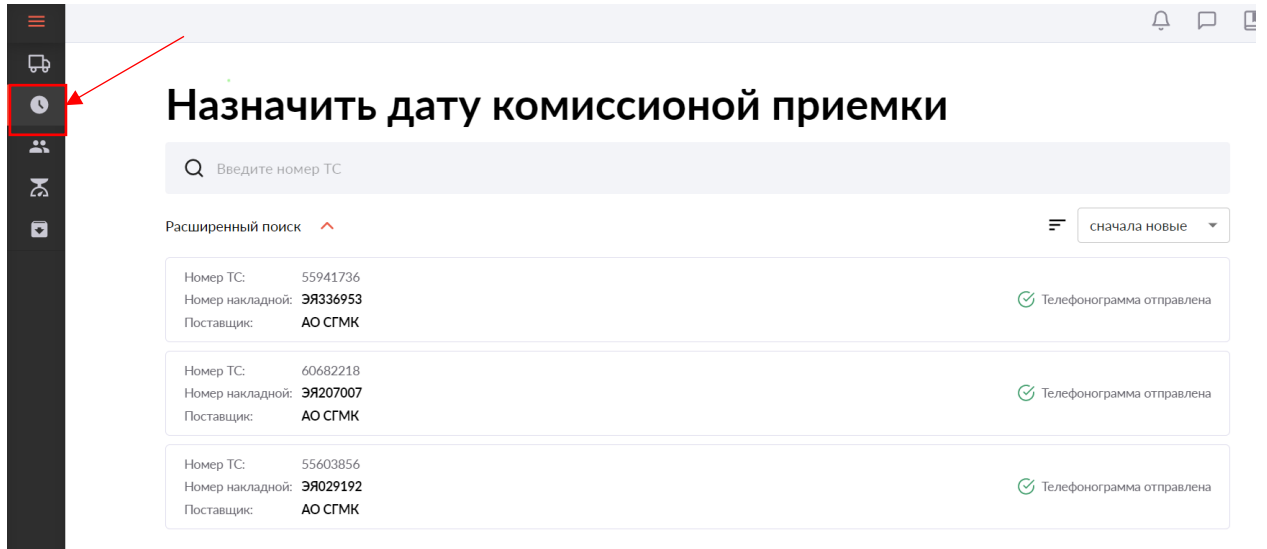 Назначить дату комиссионой приемки
Введите номер ТС
Расширенный поиск
сначала новые
Номер ТС: 55941736
Номер накладной: ЭЯ336953
Поставщик: АО СГМК
Телефонограмма отправлена
Номер ТС: 60682218
Номер накладной: ЭЯ207007
Поставщик: АО СГМК
Телефонограмма отправлена
Номер ТС: 55603856
Номер накладной: ЭЯ029192
Поставщик: АО СГМК
Телефонограмма отправлена